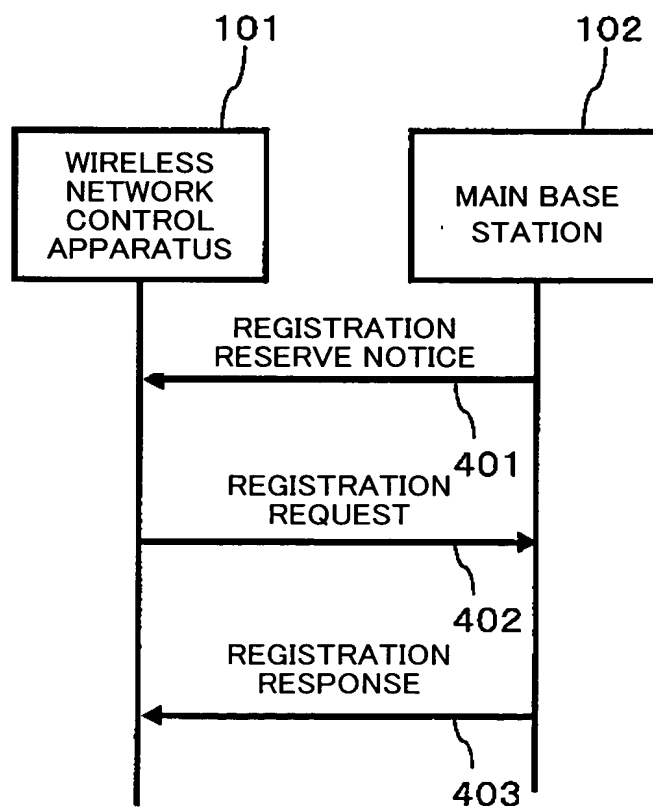 101
102
WIRELESS
NETWORK
CONTROL
APPARATUS
MAIN BASE
STATION
REGISTRATION
RESERVE NOTICE
401
REGISTRATION
REQUEST
402
REGISTRATION
RESPONSE
403